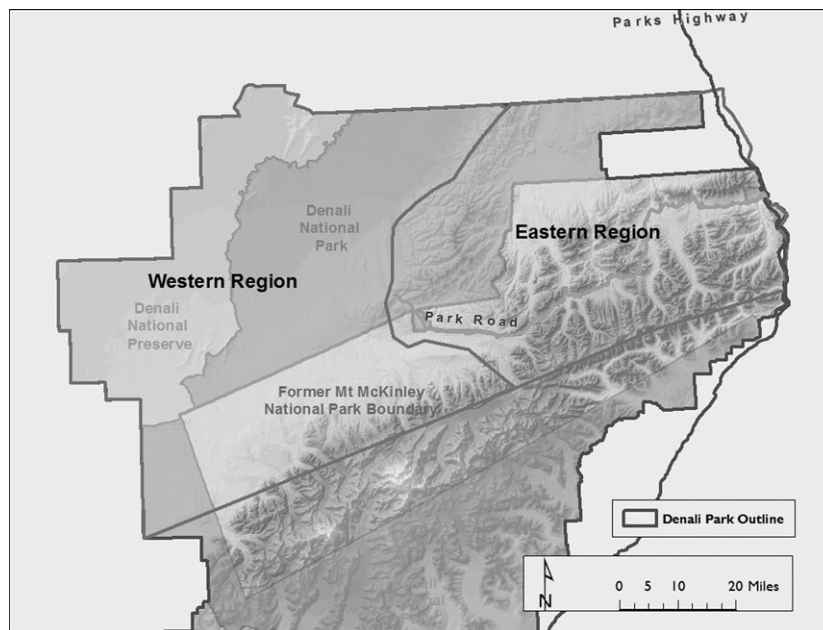 Parks Highway
Denali
National
Park
Eastern Region
Western Region
Denali
National
Preserve
Park Road
Former Mt McKinley
National Park Boundary
Denali Park Outline
N
0 5 10 20 Miles